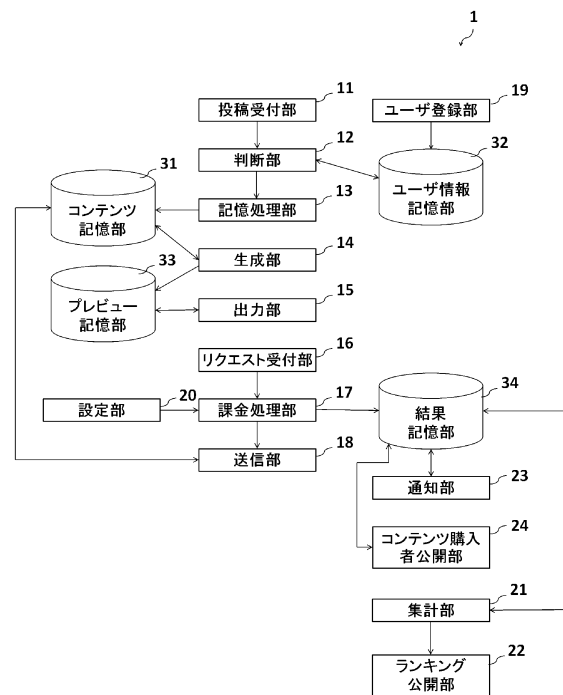 1
11
投稿受付部
19
ユーザ登録部
12
判断部
31
コンテンツ
記憶部
32
ユーザ情報
記憶部
13
記憶処理部
14
生成部
33
プレビュー
記憶部
15
出力部
16
リクエスト受付部
20
設定部
17
課金処理部
34
結果
記憶部
18
送信部
23
通知部
24
コンテンツ購入
者公開部
21
集計部
22
ランキング
公開部